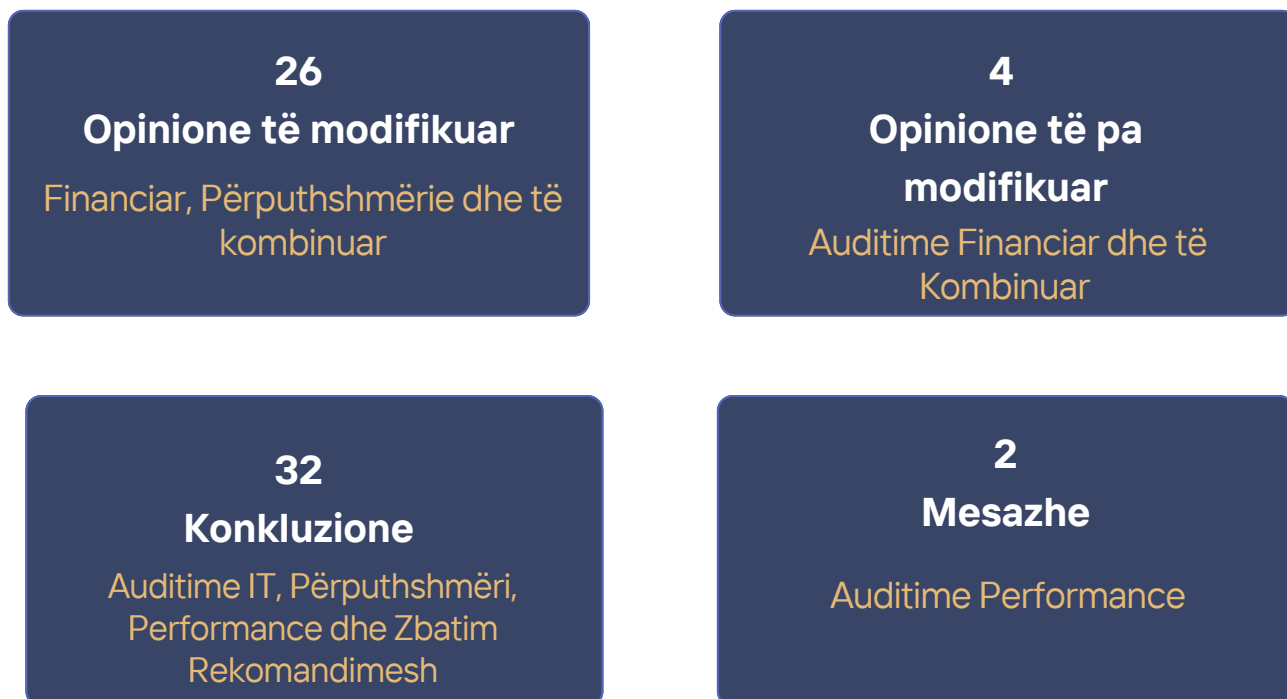 26
Opinione të modifikuar
Financiar, Përputhshmërie dhe të
kombinuar
4
Opinione të pa
modifikuar
Auditime Financiar dhe të
Kombinuar
32
Konkluzione
Auditime IT, Përputhshmëri,
Performance dhe Zbatim
Rekomandimesh
2
Mesazhe
Auditime Performance